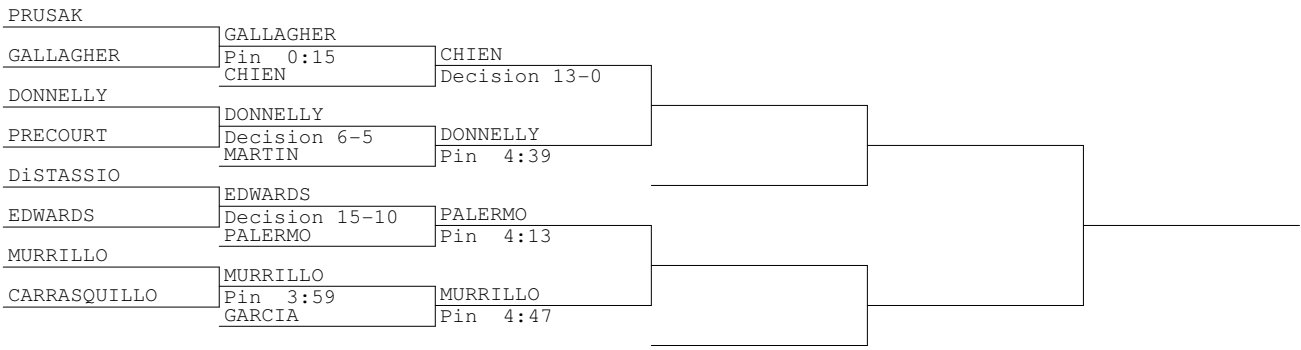 PRUSAK
GALLAGHER
DONNELLY
PRECOURT
DiSTASSIO
EDWARDS
MURRILLO
CARRASQUILLO
GALLAGHER
Pin 0:15
CHIEN
DONNELLY
Decision 6-5
MARTIN
EDWARDS
Decision 15-10
PALERMO
MURRILLO
Pin 3:59
GARCIA
CHIEN
Decision 13-0
DONNELLY
Pin 4:39
PALERMO
Pin 4:13
MURRILLO
Pin 4:47